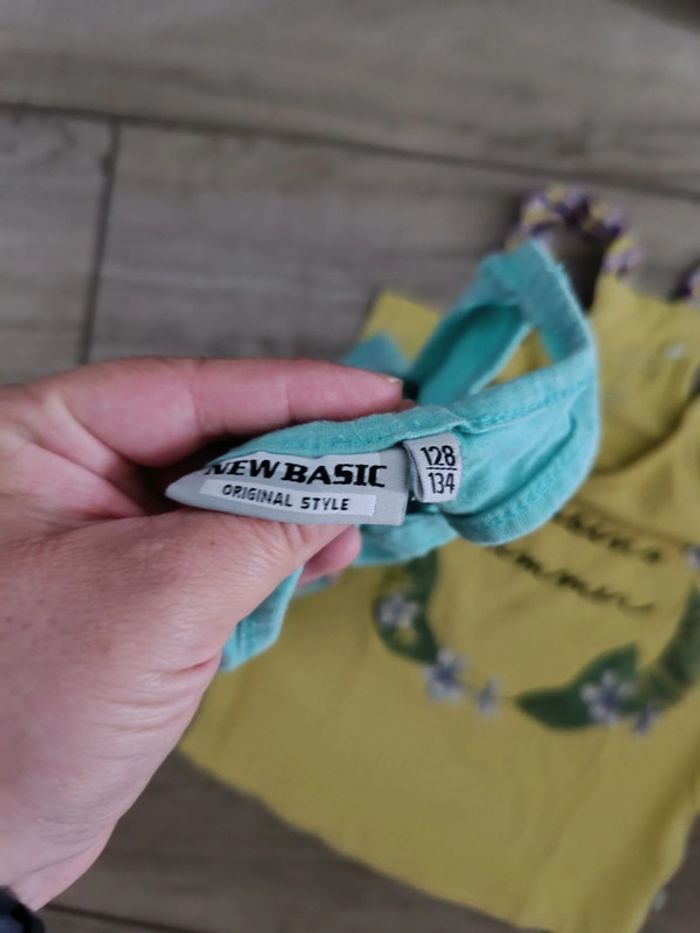 NEW BASIC
ORIGINAL STYLE
128
134